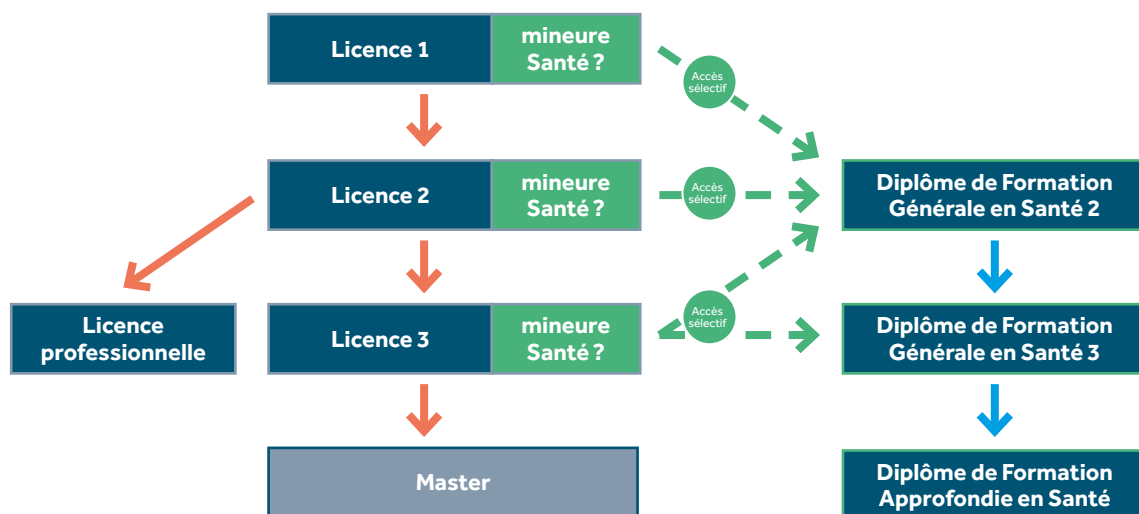 Licence 1
mineure
Santé ?
Accès
sélectif
Licence 2
mineure
Santé ?
Accès
sélectif
Diplôme de Formation
Générale en Santé 2
Licence
professionnelle
Licence 3
mineure
Santé ?
Accès
sélectif
Diplôme de Formation
Générale en Santé 3
Master
Diplôme de Formation
Approfondie en Santé